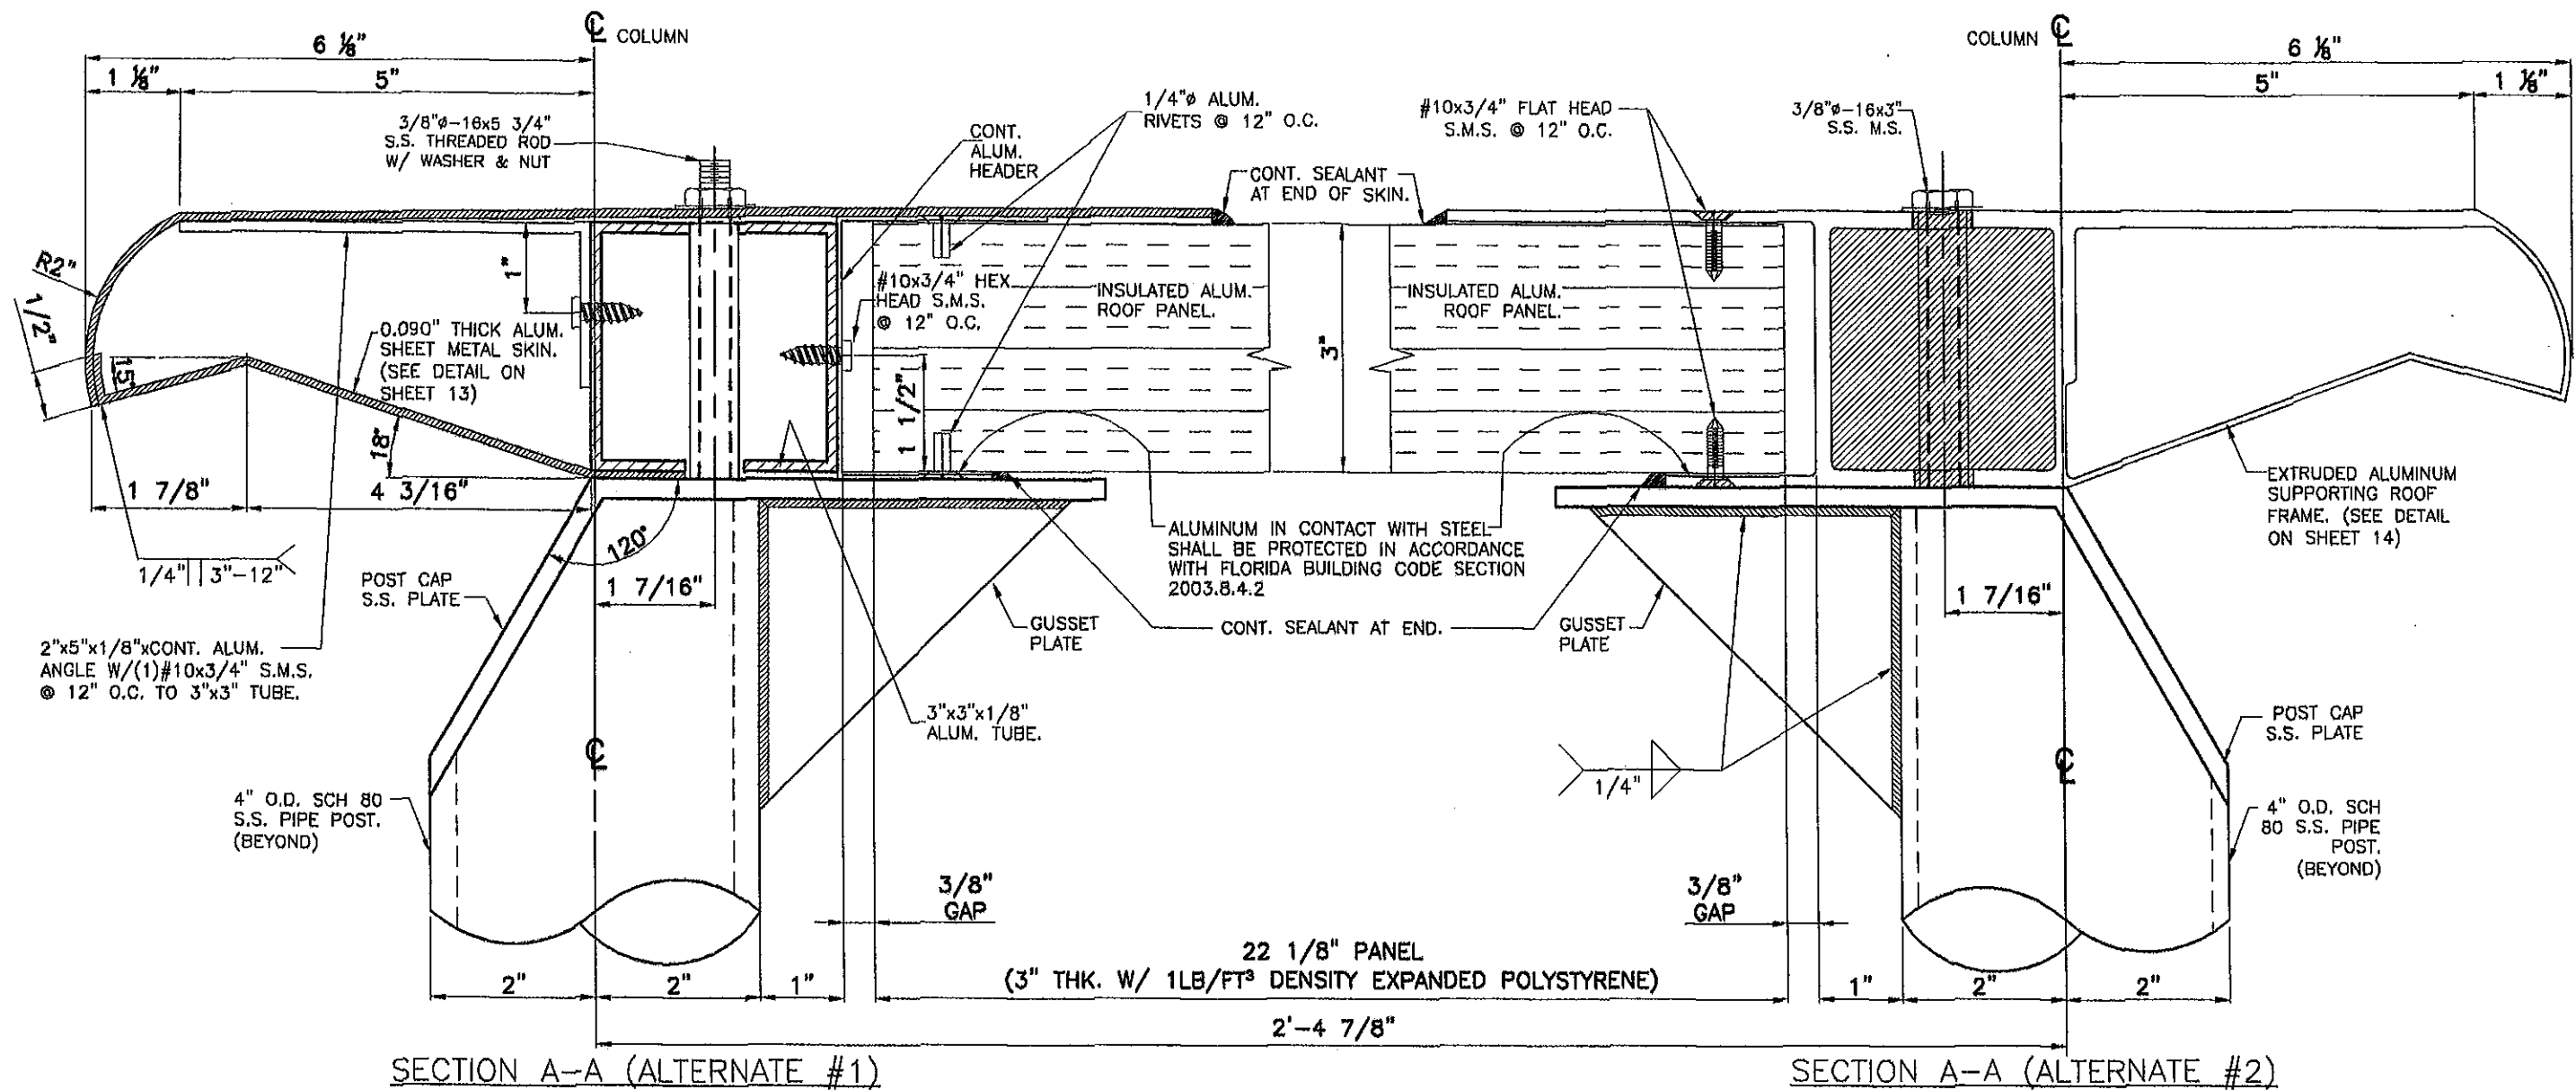 ℄ COLUMN
COLUMN ℄
6 1/8"
6 1/8"
1 1/8"
5"
5"
1 1/8"
3/8"ø-16x5 3/4"
S.S. THREADED ROD
W/ WASHER & NUT
CONT.
ALUM.
HEADER
1/4"ø ALUM.
RIVETS @ 12" O.C.
#10x3/4" FLAT HEAD
S.M.S. @ 12" O.C.
3/8"ø-16x3"
S.S. M.S.
CONT. SEALANT
AT END OF SKIN.
R2"
1/2"
15°
1"
0.090" THICK ALUM.
SHEET METAL SKIN.
(SEE DETAIL ON
SHEET 13)
#10x3/4" HEX
HEAD S.M.S.
@ 12" O.C.
INSULATED ALUM.
ROOF PANEL.
3"
INSULATED ALUM.
ROOF PANEL.
1 1/2"
18°
1 7/8"
4 3/16"
120°
1/4" 3"-12"
POST CAP
S.S. PLATE
1 7/16"
ALUMINUM IN CONTACT WITH STEEL
SHALL BE PROTECTED IN ACCORDANCE
WITH FLORIDA BUILDING CODE SECTION
2003.8.4.2
EXTRUDED ALUMINUM
SUPPORTING ROOF
FRAME. (SEE DETAIL
ON SHEET 14)
1 7/16"
GUSSET
PLATE
CONT. SEALANT AT END.
GUSSET
PLATE
2"x5"x1/8"xCONT. ALUM.
ANGLE W/(1)#10x3/4" S.M.S.
@ 12" O.C. TO 3"x3" TUBE.
3"x3"x1/8"
ALUM. TUBE.
℄
℄
POST CAP
S.S. PLATE
1/4"
4" O.D. SCH 80
S.S. PIPE POST.
(BEYOND)
4" O.D. SCH
80 S.S. PIPE
POST.
(BEYOND)
3/8"
GAP
3/8"
GAP
22 1/8" PANEL
(3" THK. W/ 1LB/FT³ DENSITY EXPANDED POLYSTYRENE)
2"
2"
1"
1"
2"
2"
2'-4 7/8"
SECTION A-A (ALTERNATE #1)
SECTION A-A (ALTERNATE #2)